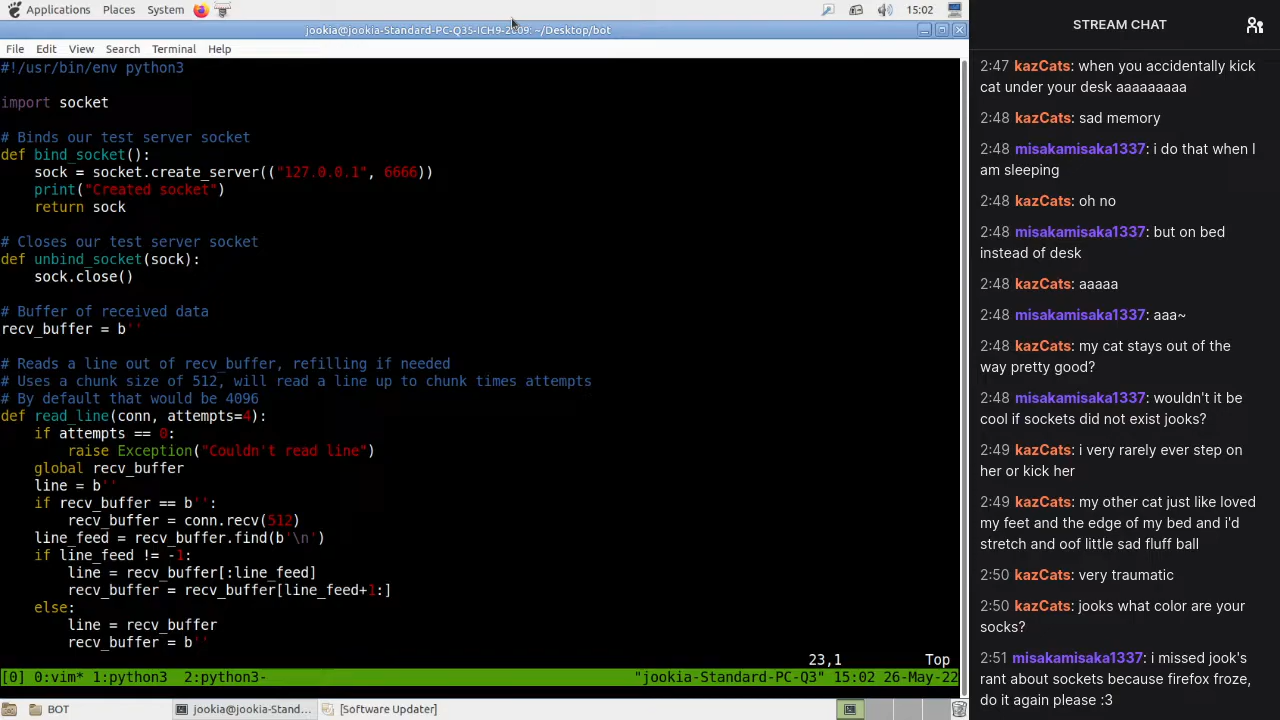 Applications Places System 15:02
jookia@jookia-Standard-PC-Q35-ICH9-2009: ~/Desktop/bot
File Edit View Search Terminal Help
#!/usr/bin/env python3
import socket
# Binds our test server socket
def bind_socket():
    sock = socket.create_server(("127.0.0.1", 6666))
    print("Created socket")
    return sock
# Closes our test server socket
def unbind_socket(sock):
    sock.close()
# Buffer of received data
recv_buffer = b''
# Reads a line out of recv_buffer, refilling if needed
# Uses a chunk size of 512, will read a line up to chunk times attempts
# By default that would be 4096
def read_line(conn, attempts=4):
    if attempts == 0:
        raise Exception("Couldn't read line")
    global recv_buffer
    line = b''
    if recv_buffer == b'':
        recv_buffer = conn.recv(512)
    line_feed = recv_buffer.find(b'\n')
    if line_feed != -1:
        line = recv_buffer[:line_feed]
        recv_buffer = recv_buffer[line_feed+1:]
    else:
        line = recv_buffer
        recv_buffer = b''
23,1 Top
[0] 0:vim* 1:python3 2:python3- "jookia-Standard-PC-Q3" 15:02 26-May-22
BOT jookia@jookia-Stand... [Software Updater]
STREAM CHAT
2:47 kazCats: when you accidentally kick
cat under your desk aaaaaaaaa
2:48 kazCats: sad memory
2:48 misakamisaka1337: i do that when I
am sleeping
2:48 kazCats: oh no
2:48 misakamisaka1337: but on bed
instead of desk
2:48 kazCats: aaaaa
2:48 misakamisaka1337: aaa~
2:48 kazCats: my cat stays out of the
way pretty good?
2:48 misakamisaka1337: wouldn't it be
cool if sockets did not exist jooks?
2:49 kazCats: i very rarely ever step on
her or kick her
2:49 kazCats: my other cat just like loved
my feet and the edge of my bed and i'd
stretch and oof little sad fluff ball
2:50 kazCats: very traumatic
2:50 kazCats: jooks what color are your
socks?
2:51 misakamisaka1337: i missed jook's
rant about sockets because firefox froze,
do it again please :3